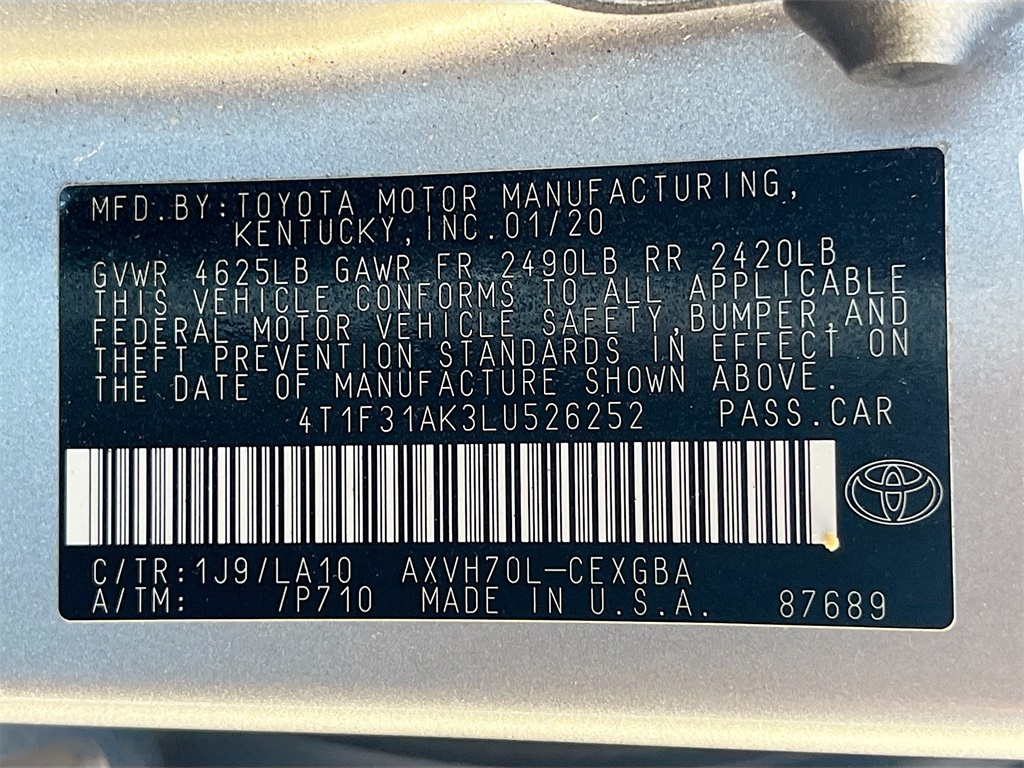 MFD.BY:TOYOTA MOTOR MANUFACTURING,
KENTUCKY,INC.01/20
GVWR 4625LB GAWR FR 2490LB RR 2420LB
THIS VEHICLE CONFORMS TO ALL APPLICABLE
FEDERAL MOTOR VEHICLE SAFETY,BUMPER,AND
THEFT PREVENTION STANDARDS IN EFFECT ON
THE DATE OF MANUFACTURE SHOWN ABOVE.
4T1F31AK3LU526252 PASS.CAR
C/TR:1J9/LA10 AXVH70L-CEXGBA
A/TM: /P710 MADE IN U.S.A. 87689